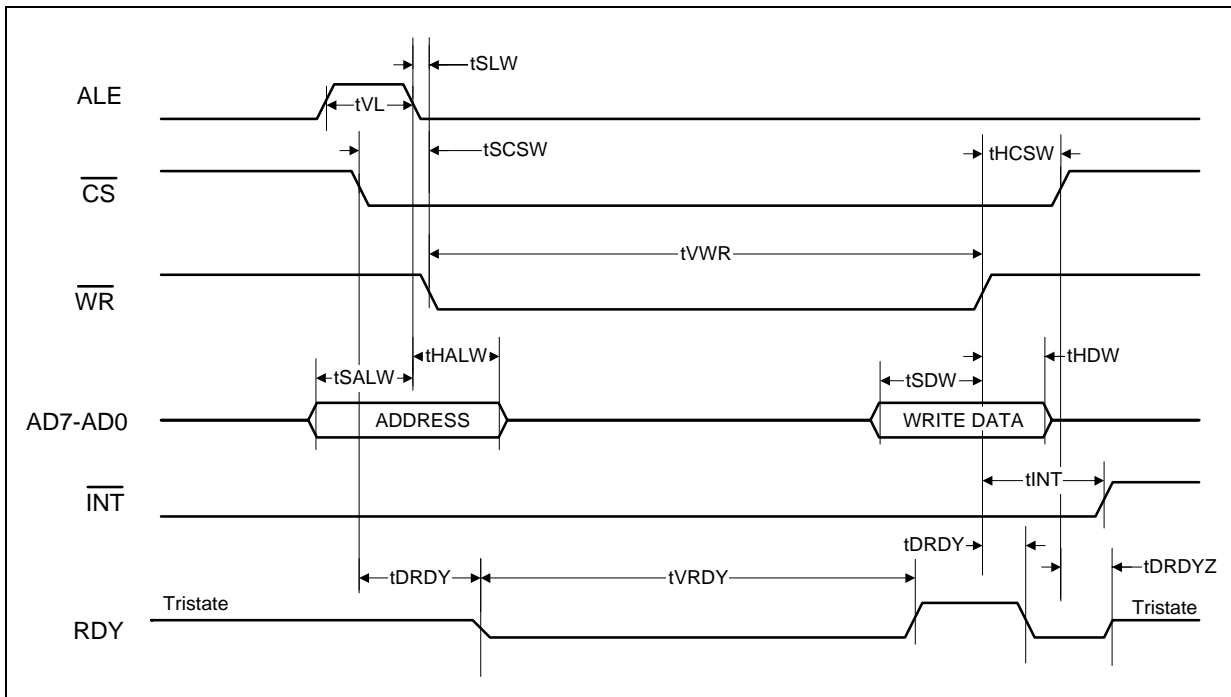 tSLW
ALE
tVL
tSCSW
tHCSW
CS
tVWR
WR
tHALW
tHDW
tSALW
tSDW
AD7-AD0
ADDRESS
WRITE DATA
tINT
INT
tDRDY
tDRDY
tVRDY
tDRDYZ
Tristate
Tristate
RDY